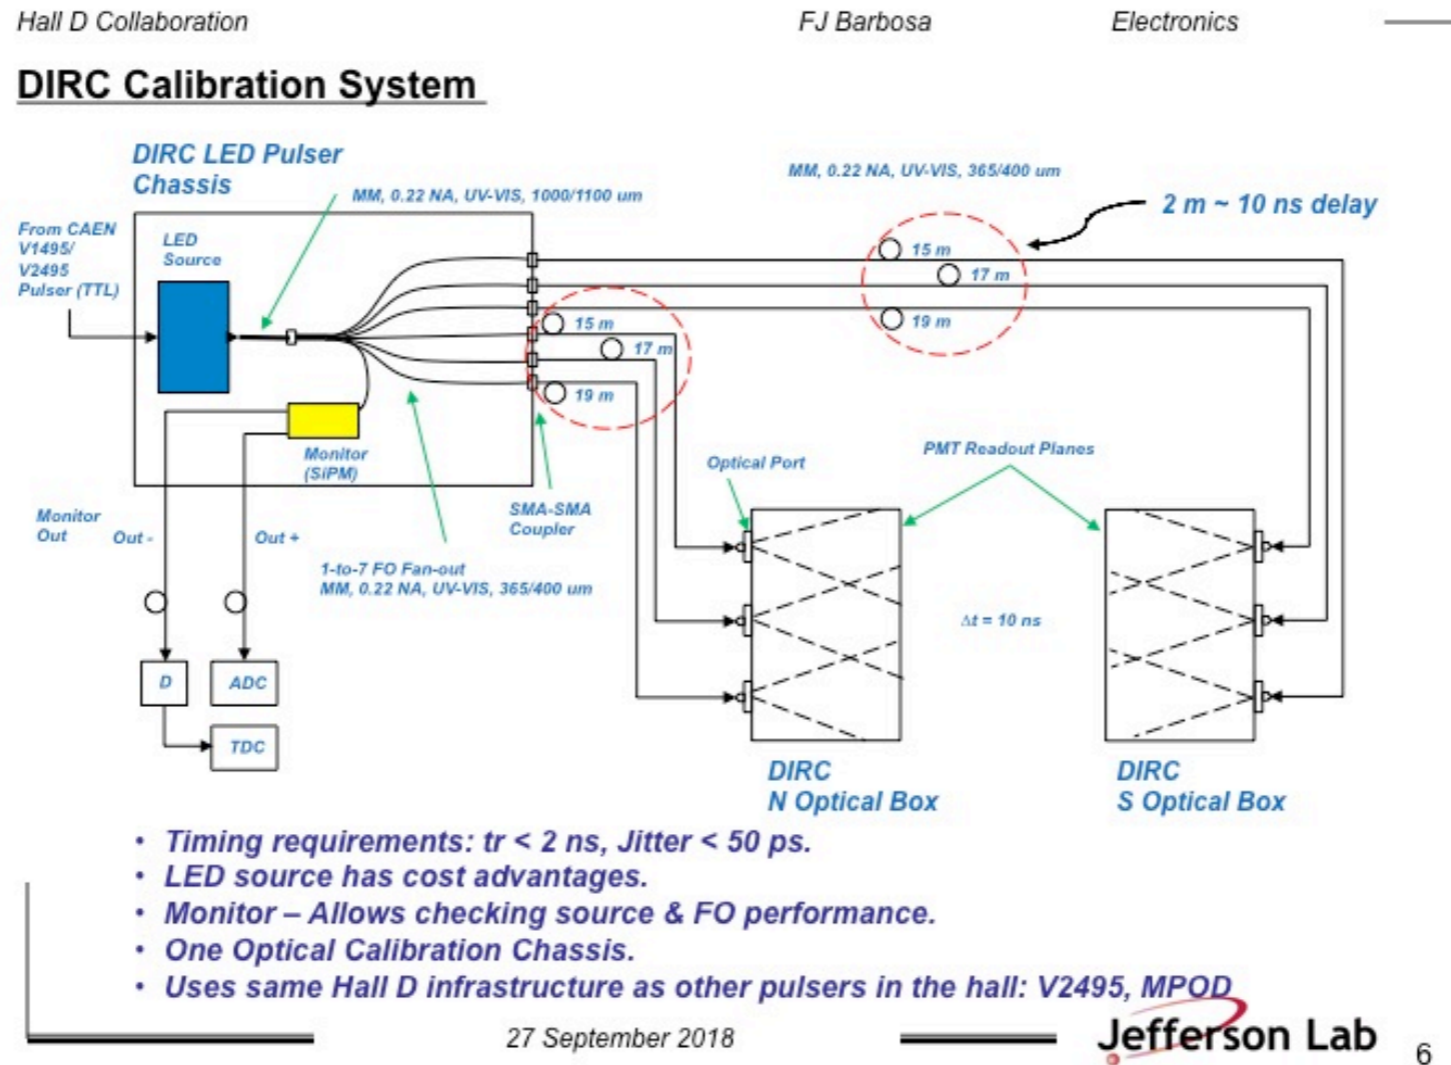 Hall D Collaboration
FJ Barbosa
Electronics
DIRC Calibration System
DIRC LED Pulser
Chassis
MM, 0.22 NA, UV-VIS, 1000/1100 um
MM, 0.22 NA, UV-VIS, 365/400 um
2 m ~ 10 ns delay
From CAEN
V1495/
V2495
Pulser (TTL)
LED
Source
15 m
17 m
19 m
15 m
17 m
19 m
Monitor
(SiPM)
Optical Port
PMT Readout Planes
SMA-SMA
Coupler
Monitor
Out
Out -
Out +
1-to-7 FO Fan-out
MM, 0.22 NA, UV-VIS, 365/400 um
Δt = 10 ns
D
ADC
TDC
DIRC
N Optical Box
DIRC
S Optical Box
• Timing requirements: tr < 2 ns, Jitter < 50 ps.
• LED source has cost advantages.
• Monitor – Allows checking source & FO performance.
• One Optical Calibration Chassis.
• Uses same Hall D infrastructure as other pulsers in the hall: V2495, MPOD
27 September 2018
Jefferson Lab
6